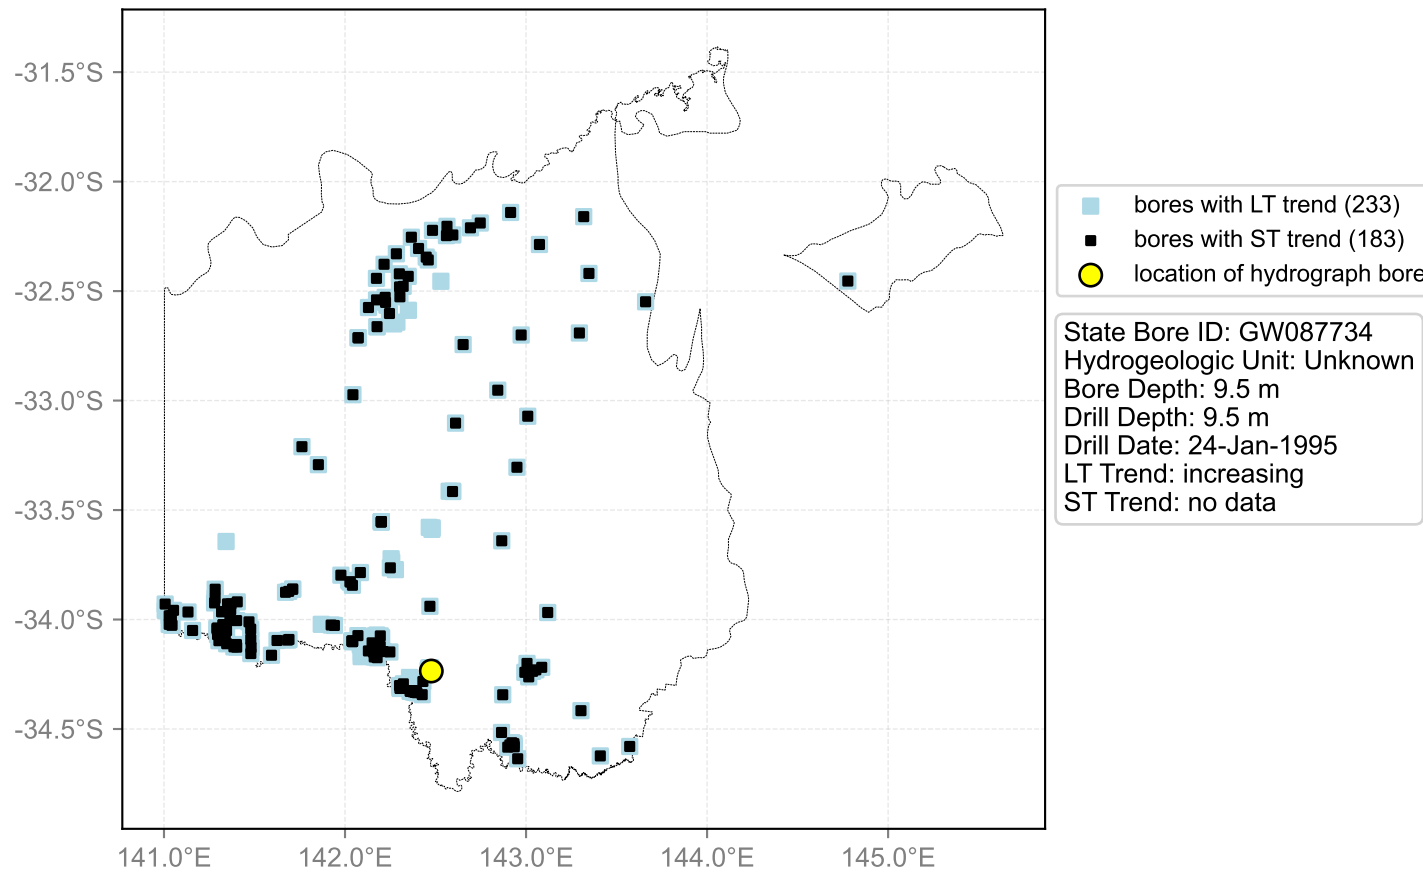 -31.5°S
-32.0°S
-32.5°S
-33.0°S
-33.5°S
-34.0°S
-34.5°S
141.0°E
142.0°E
143.0°E
144.0°E
145.0°E
bores with LT trend (233)
bores with ST trend (183)
location of hydrograph bore
State Bore ID: GW087734
Hydrogeologic Unit: Unknown
Bore Depth: 9.5 m
Drill Depth: 9.5 m
Drill Date: 24-Jan-1995
LT Trend: increasing
ST Trend: no data